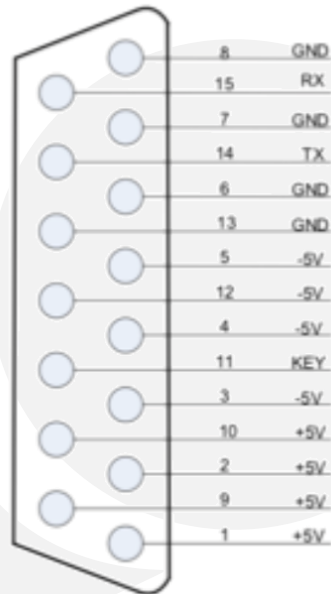 8 GND
15 RX
7 GND
14 TX
6 GND
13 GND
5 -5V
12 -5V
4 -5V
11 KEY
3 -5V
10 +5V
2 +5V
9 +5V
1 +5V